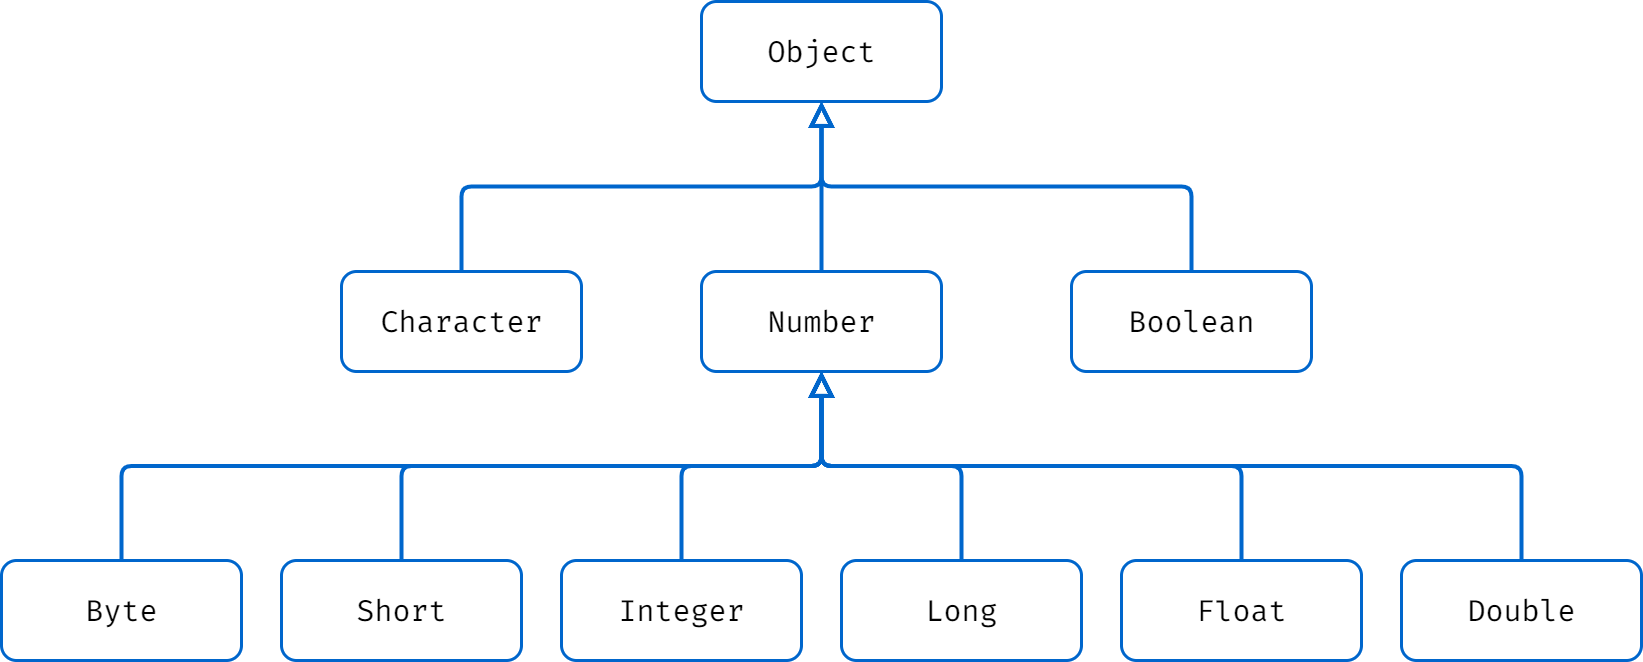 Object
Character
Number
Boolean
Byte
Short
Integer
Long
Float
Double